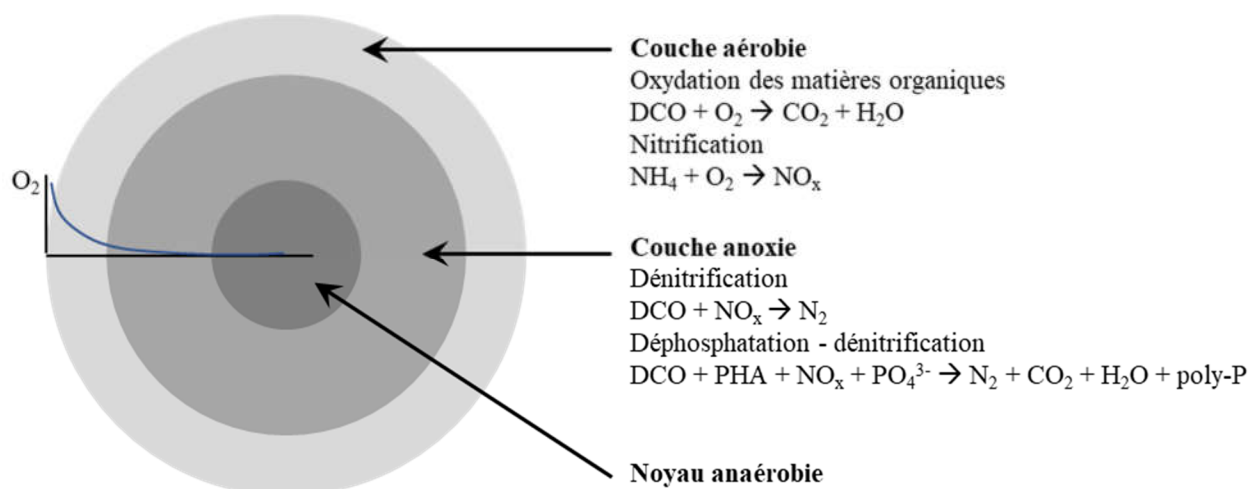 Couche aérobie
Oxydation des matières organiques
DCO + O₂ → CO₂ + H₂O
Nitrification
NH₄ + O₂ → NOₓ
O₂
Couche anoxie
Dénitrification
DCO + NOₓ → N₂
Déphosphatation - dénitrification
DCO + PHA + NOₓ + PO₄³⁻ → N₂ + CO₂ + H₂O + poly-P
Noyau anaérobie